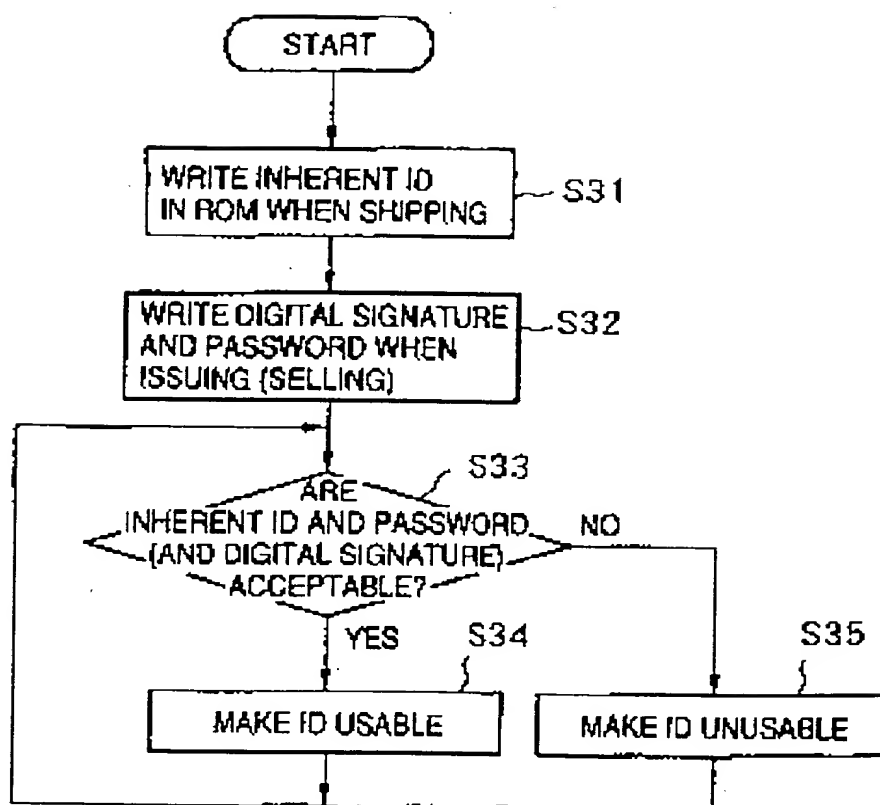 START
WRITE INHERENT ID
IN ROM WHEN SHIPPING
S31
WRITE DIGITAL SIGNATURE
AND PASSWORD WHEN
ISSUING (SELLING)
S32
S33
ARE
INHERENT ID AND PASSWORD
(AND DIGITAL SIGNATURE)
ACCEPTABLE?
NO
YES
S34
S35
MAKE ID USABLE
MAKE ID UNUSABLE